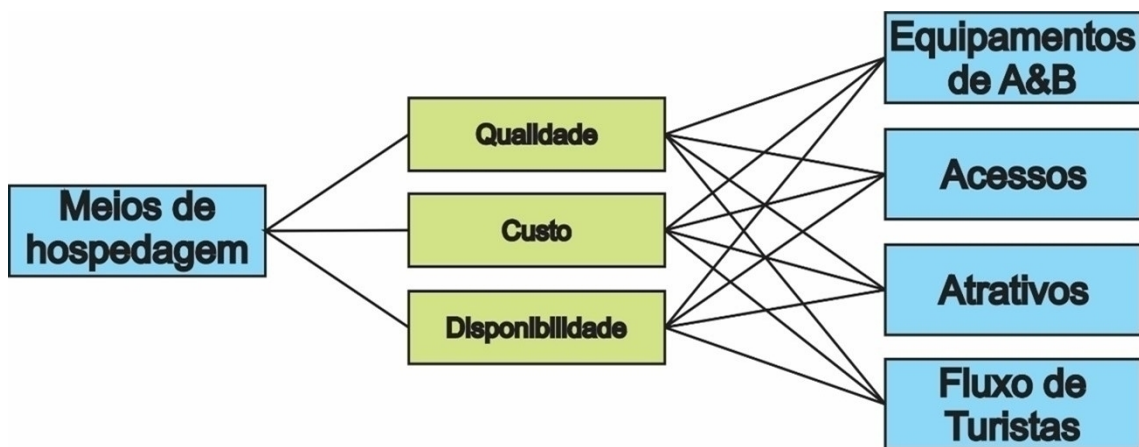 Meios de
hospedagem
Qualidade
Custo
Disponibilidade
Equipamentos
de A&B
Acessos
Atrativos
Fluxo de
Turistas